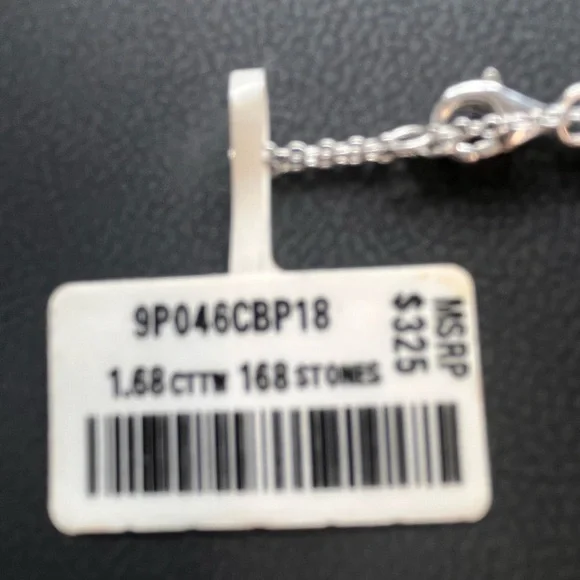 9P046CBP18
1.68 CTTW 168 STONES
MSRP
$325